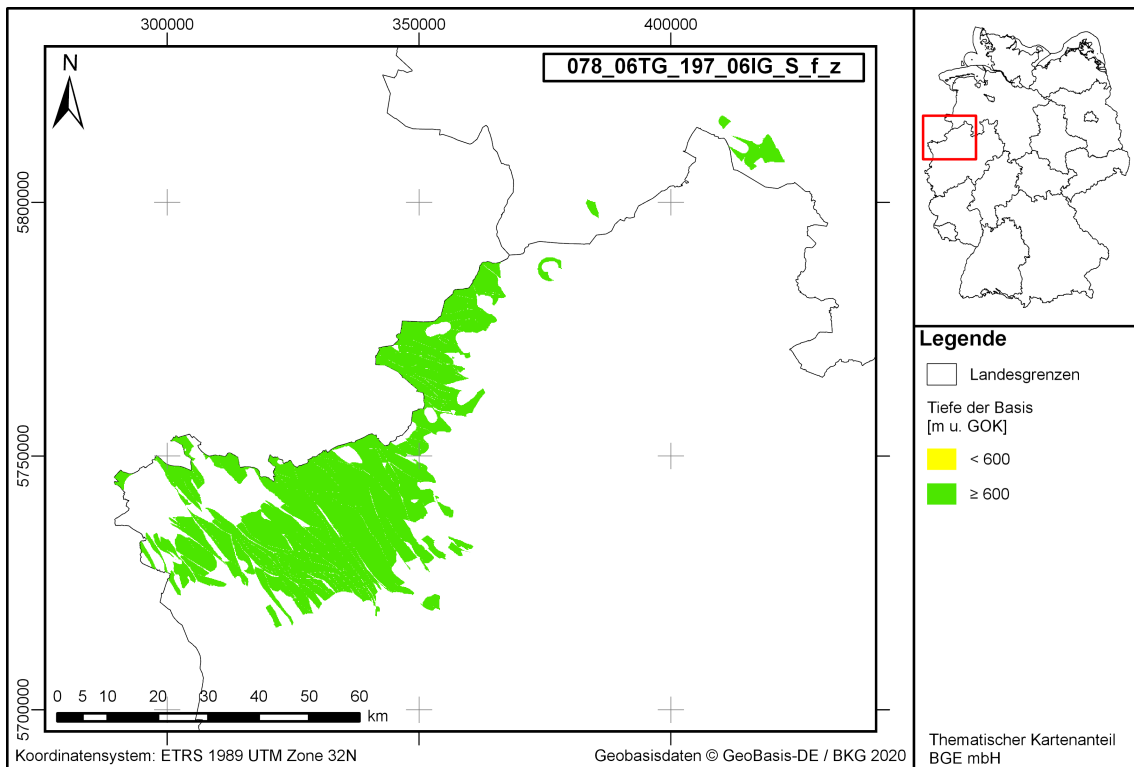 300000
350000
400000
N
078_06TG_197_06IG_S_f_z
5800000
5750000
5700000
0 5 10 20 30 40 50 60
km
Koordinatensystem: ETRS 1989 UTM Zone 32N
Geobasisdaten © GeoBasis-DE / BKG 2020
Legende
Landesgrenzen
Tiefe der Basis
[m u. GOK]
< 600
≥ 600
Thematischer Kartenanteil
BGE mbH